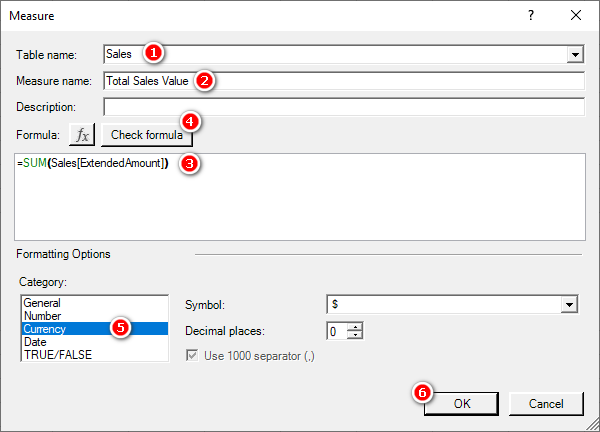 Measure ? ×
Table name: Sales 1
Measure name: Total Sales Value 2
Description:
4
Formula: fx Check formula
=SUM(Sales[ExtendedAmount]) 3
Formatting Options
Category:
General
Number
Currency 5
Date
TRUE/FALSE
Symbol: $
Decimal places: 0
Use 1000 separator (,)
6 OK Cancel